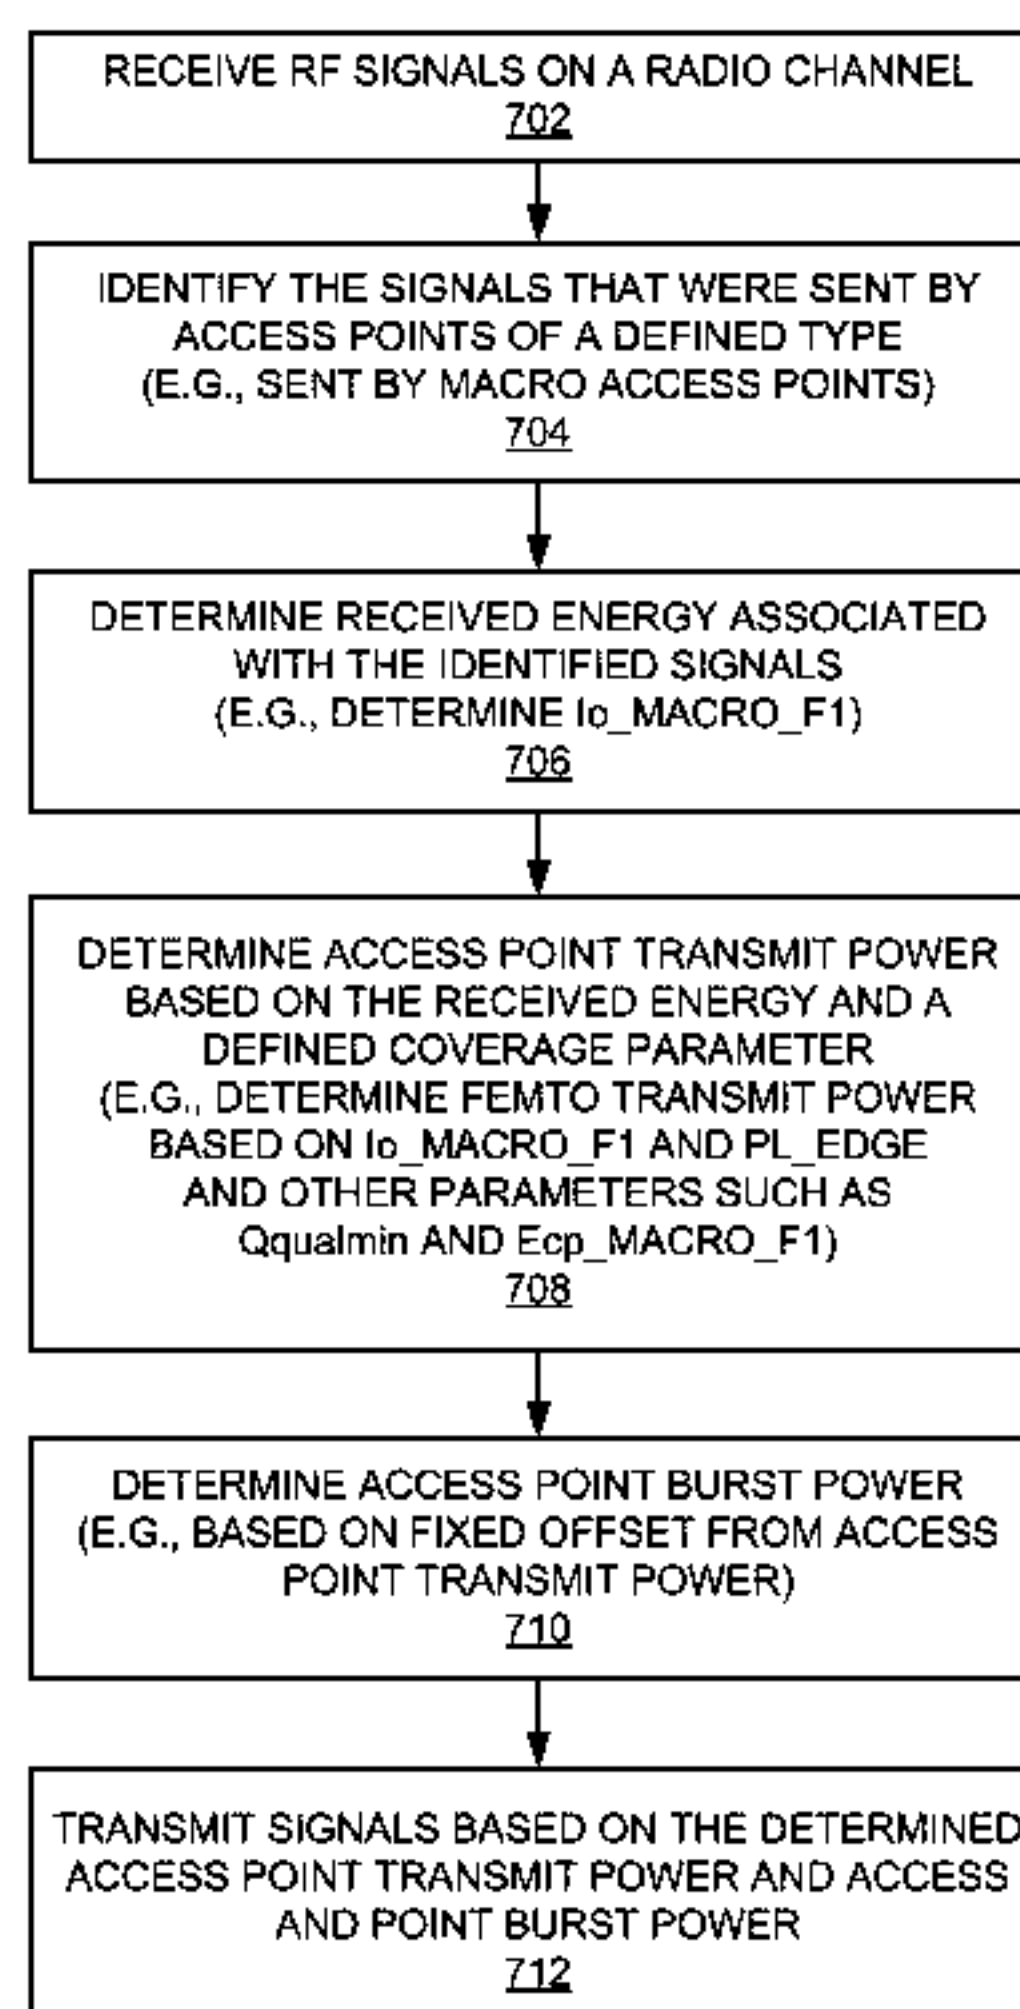 RECEIVE RF SIGNALS ON A RADIO CHANNEL
702
IDENTIFY THE SIGNALS THAT WERE SENT BY
ACCESS POINTS OF A DEFINED TYPE
(E.G., SENT BY MACRO ACCESS POINTS)
704
DETERMINE RECEIVED ENERGY ASSOCIATED
WITH THE IDENTIFIED SIGNALS
(E.G., DETERMINE Io_MACRO_F1)
706
DETERMINE ACCESS POINT TRANSMIT POWER
BASED ON THE RECEIVED ENERGY AND A
DEFINED COVERAGE PARAMETER
(E.G., DETERMINE FEMTO TRANSMIT POWER
BASED ON Io_MACRO_F1 AND PL_EDGE
AND OTHER PARAMETERS SUCH AS
Qqualmin AND Ecp_MACRO_F1)
708
DETERMINE ACCESS POINT BURST POWER
(E.G., BASED ON FIXED OFFSET FROM ACCESS
POINT TRANSMIT POWER)
710
TRANSMIT SIGNALS BASED ON THE DETERMINED
ACCESS POINT TRANSMIT POWER AND ACCESS
AND POINT BURST POWER
712